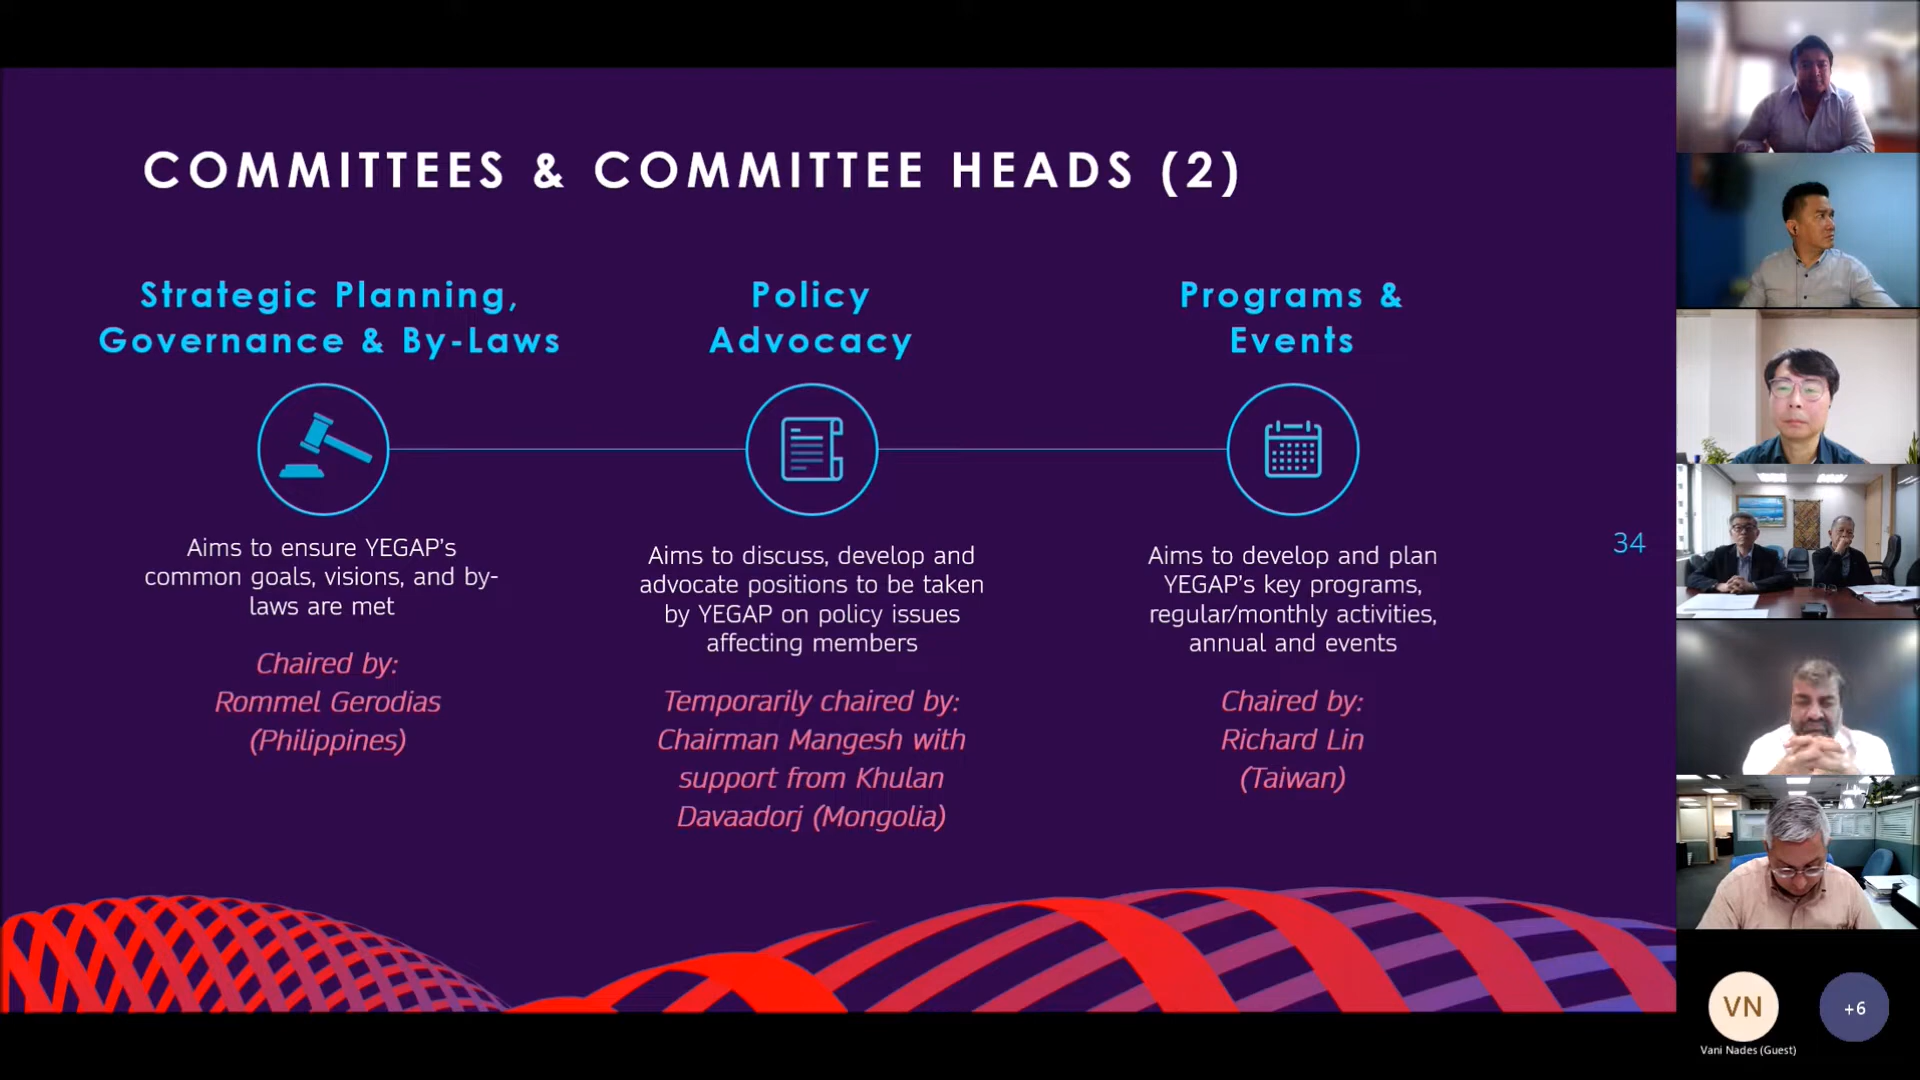 COMMITTEES & COMMITTEE HEADS (2)
Strategic Planning,
Governance & By-Laws
Aims to ensure YEGAP's
common goals, visions, and by-
laws are met
Chaired by:
Rommel Gerodias
(Philippines)
Policy
Advocacy
Aims to discuss, develop and
advocate positions to be taken
by YEGAP on policy issues
affecting members
Temporarily chaired by:
Chairman Mangesh with
support from Khulan
Davaadorj (Mongolia)
Programs &
Events
Aims to develop and plan
YEGAP's key programs,
regular/monthly activities,
annual and events
Chaired by:
Richard Lin
(Taiwan)
34
VN
+6
Vani Nades (Guest)